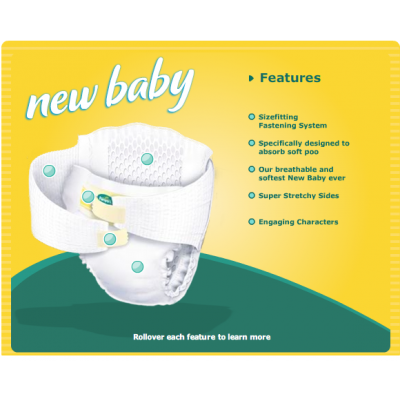 new baby
Features
Sizefitting
Fastening System
Specifically designed to
absorb soft poo
Our breathable and
softest New Baby ever
Super Stretchy Sides
Engaging Characters
Pampers
Rollover each feature to learn more